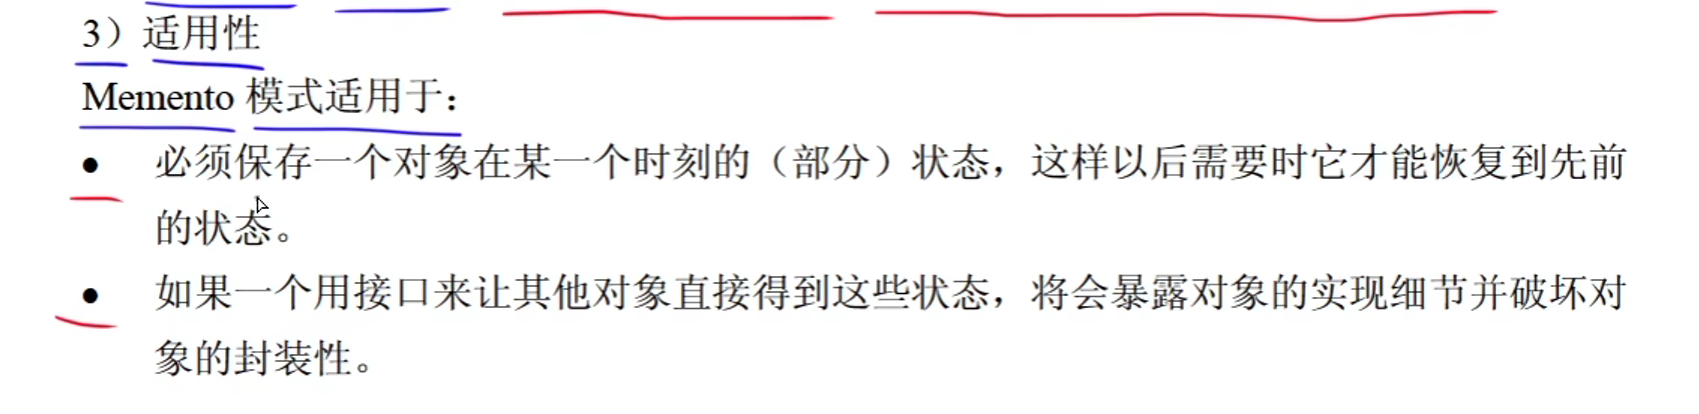 3）适用性
Memento 模式适用于：
● 必须保存一个对象在某一个时刻的（部分）状态，这样以后需要时它才能恢复到先前
的状态。
● 如果一个用接口来让其他对象直接得到这些状态，将会暴露对象的实现细节并破坏对
象的封装性。